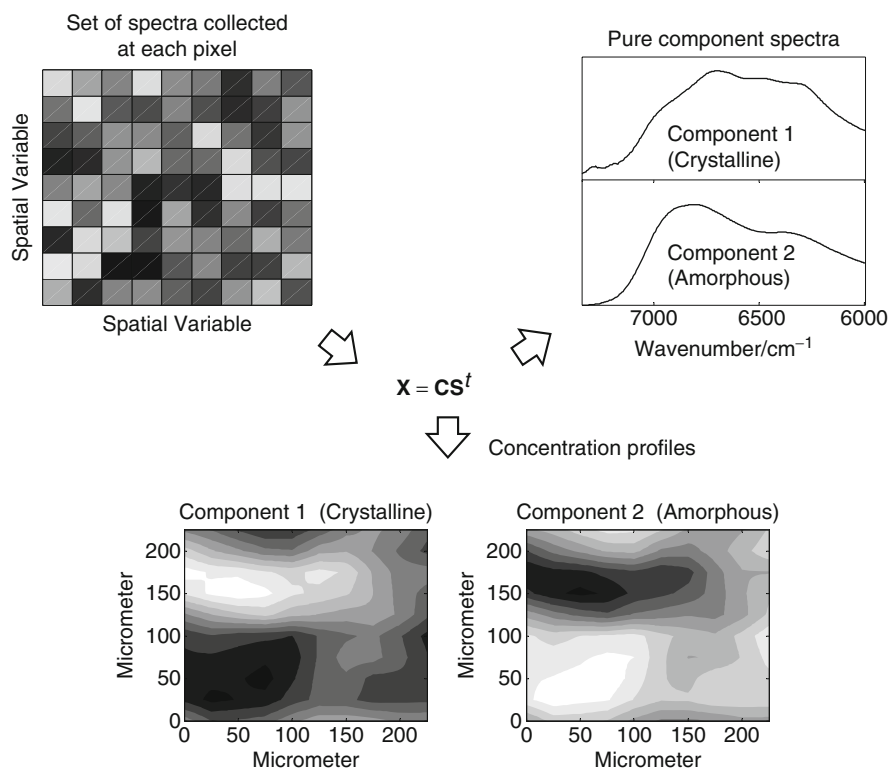 Set of spectra collected
at each pixel
Spatial Variable
Spatial Variable
Pure component spectra
Component 1
(Crystalline)
Component 2
(Amorphous)
7000 6500 6000
Wavenumber/cm⁻¹
X = CSᵗ
Concentration profiles
Component 1 (Crystalline)
200
150
100
50
0
Micrometer
0 50 100 150 200
Micrometer
Component 2 (Amorphous)
200
150
100
50
0
Micrometer
0 50 100 150 200
Micrometer